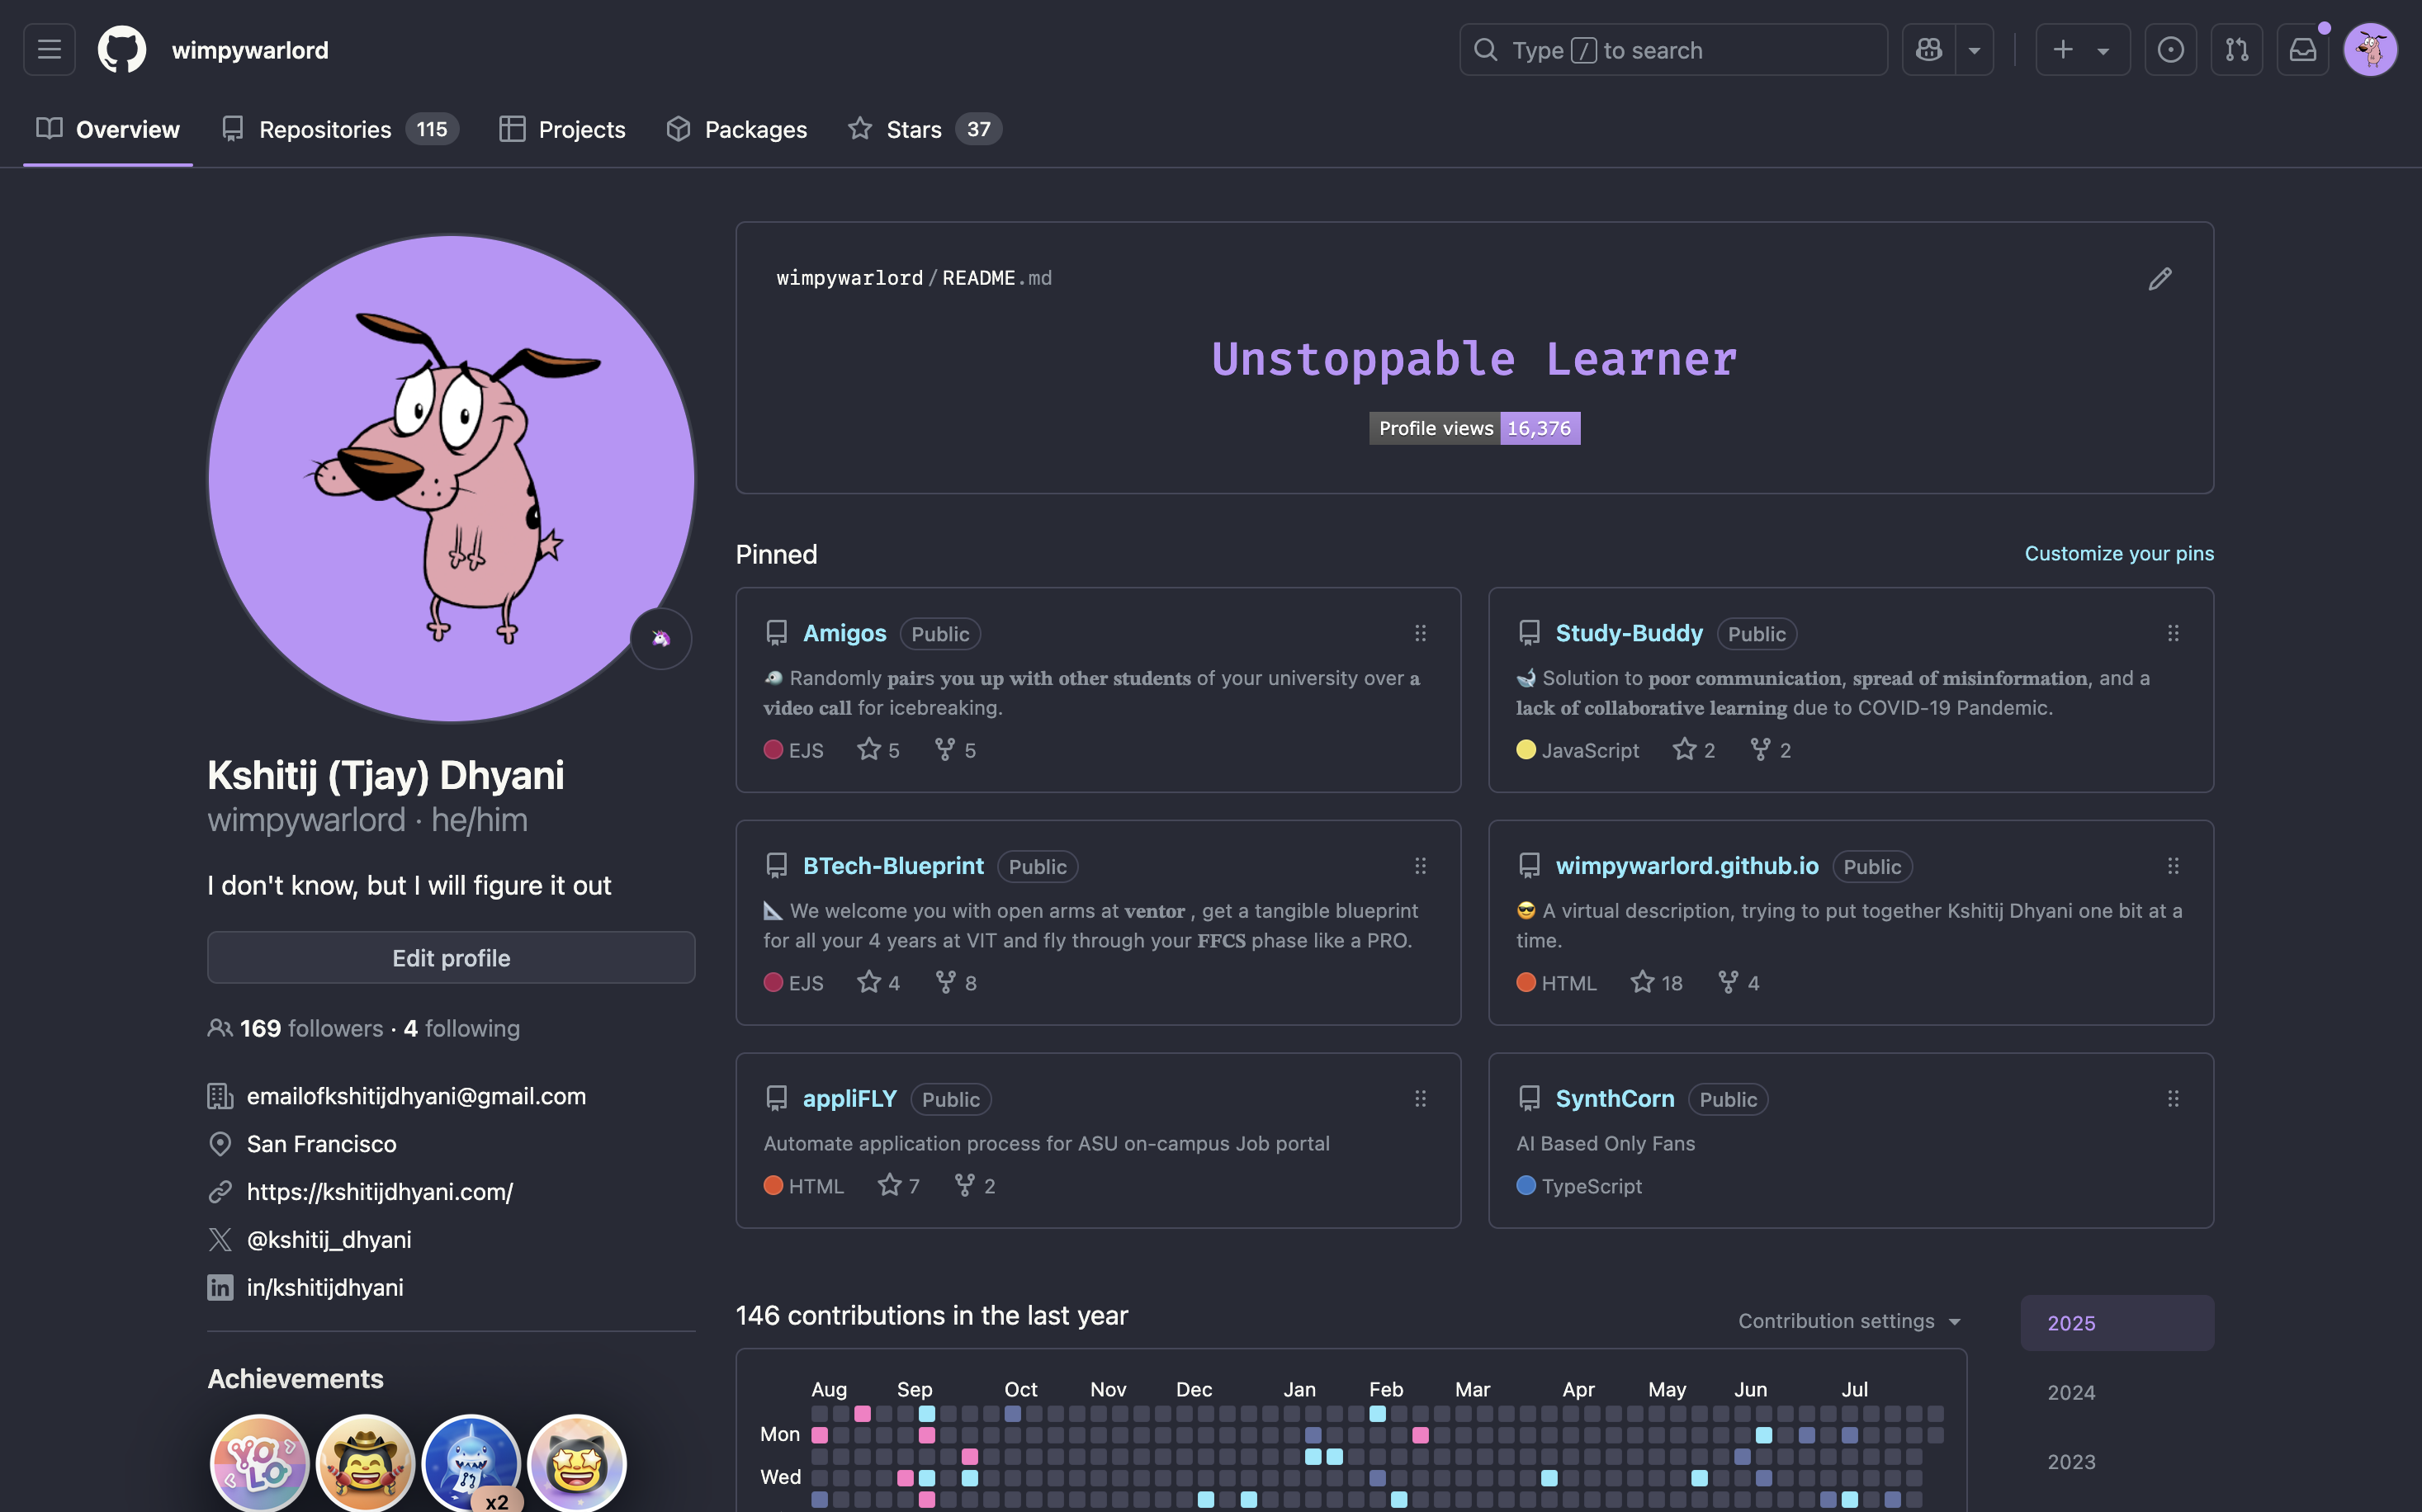 wimpywarlord
Type / to search
Overview
Repositories 115
Projects
Packages
Stars 37
wimpywarlord/README.md
Unstoppable Learner
Profile views 16,376
Kshitij (Tjay) Dhyani
wimpywarlord · he/him
I don't know, but I will figure it out
Edit profile
169 followers · 4 following
emailofkshitijdhyani@gmail.com
San Francisco
https://kshitijdhyani.com/
@kshitij_dhyani
in/kshitijdhyani
Achievements
YOLO
x2
Pinned
Customize your pins
Amigos Public
Randomly pairs you up with other students of your university over a
video call for icebreaking.
EJS 5 5
Study-Buddy Public
Solution to poor communication, spread of misinformation, and a
lack of collaborative learning due to COVID-19 Pandemic.
JavaScript 2 2
BTech-Blueprint Public
We welcome you with open arms at ventor , get a tangible blueprint
for all your 4 years at VIT and fly through your FFCS phase like a PRO.
EJS 4 8
wimpywarlord.github.io Public
A virtual description, trying to put together Kshitij Dhyani one bit at a
time.
HTML 18 4
appliFLY Public
Automate application process for ASU on-campus Job portal
HTML 7 2
SynthCorn Public
AI Based Only Fans
TypeScript
146 contributions in the last year
Contribution settings
Aug Sep Oct Nov Dec Jan Feb Mar Apr May Jun Jul
Mon
Wed
2025
2024
2023